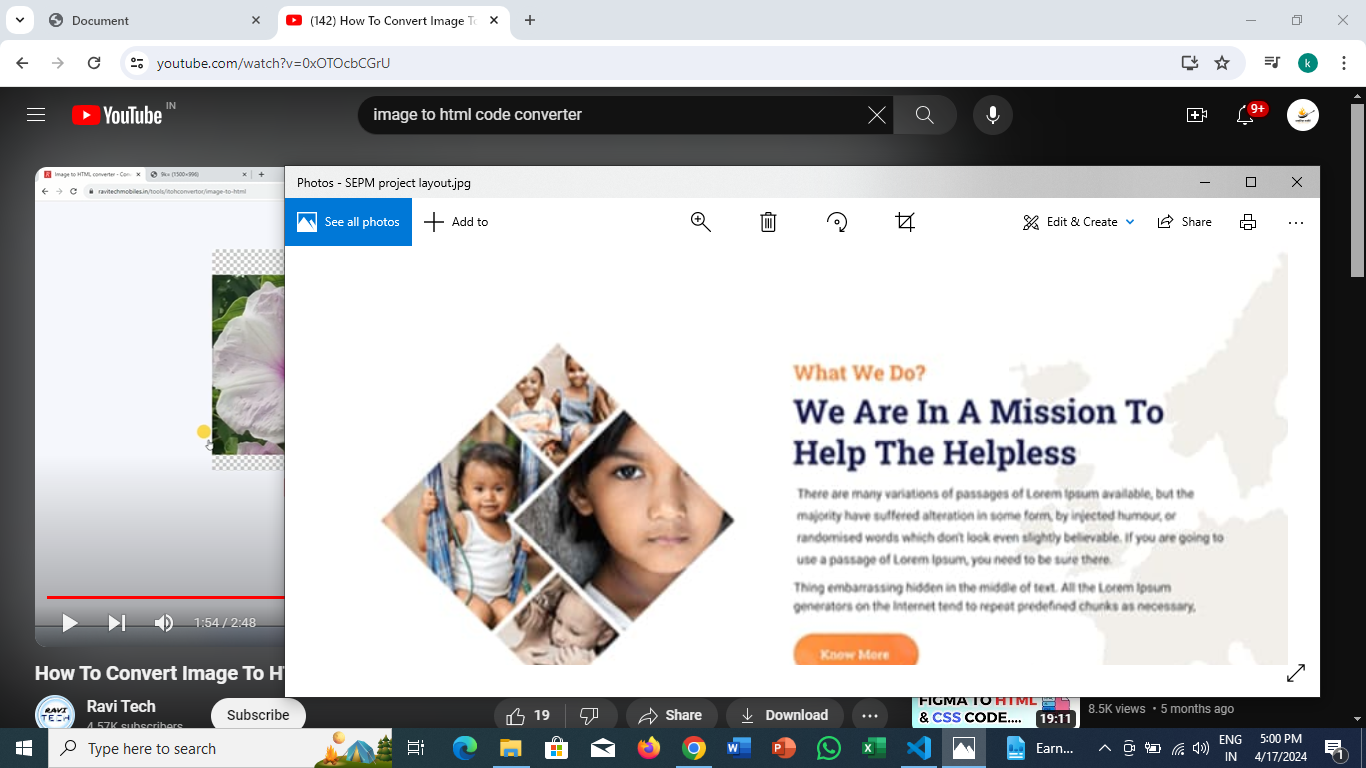 Document
(142) How To Convert Image To
youtube.com/watch?v=0xOTOcbCGrU
k
YouTube IN
image to html code converter
9+
Image to HTML converter - Con
9k= (1500×996)
ravitechmobiles.in/tools/itohconvertor/image-to-html
Photos - SEPM project layout.jpg
See all photos
Add to
Edit & Create
Share
What We Do?
We Are In A Mission To
Help The Helpless
There are many variations of passages of Lorem Ipsum available, but the
majority have suffered alteration in some form, by injected humour, or
randomised words which don't look even slightly believable. If you are going to
use a passage of Lorem Ipsum, you need to be sure there.
Thing embarrassing hidden in the middle of text. All the Lorem Ipsum
generators on the Internet tend to repeat predefined chunks as necessary,
Know More
1:54 / 2:48
How To Convert Image To H
RAVI
TECH
Ravi Tech
4.57K subscribers
Subscribe
19
Share
Download
FIGMA TO HTML
& CSS CODE....
19:11
8.5K views • 5 months ago
Type here to search
Earn...
ENG
IN
5:00 PM
4/17/2024
1